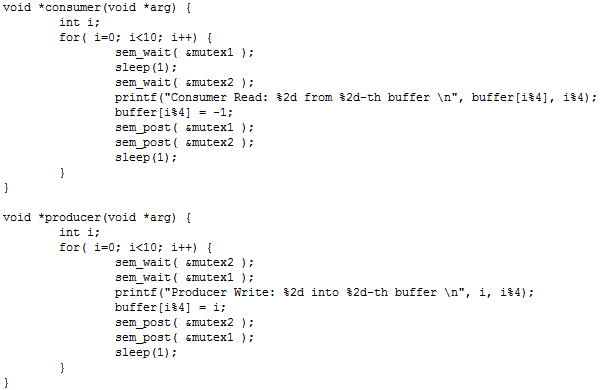 void *consumer(void *arg) {
int i;
for( i=0; i<10; i++) {
sem_wait( &mutex1 );
sleep(1);
sem_wait( &mutex2 );
printf("Consumer Read: %2d from %2d-th buffer \n", buffer[i%4], i%4);
buffer[i%4] = -1;
sem_post( &mutex1 );
sem_post( &mutex2 );
sleep(1);
}
}
void *producer(void *arg) {
int i;
for( i=0; i<10; i++) {
sem_wait( &mutex2 );
sem_wait( &mutex1 );
printf("Producer Write: %2d into %2d-th buffer \n", i, i%4);
buffer[i%4] = i;
sem_post( &mutex2 );
sem_post( &mutex1 );
sleep(1);
}
}